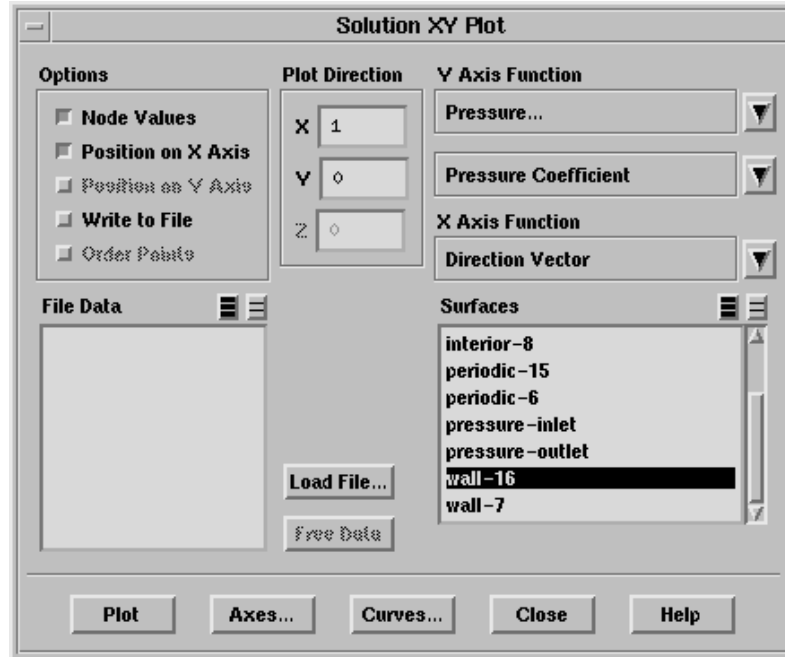 Solution XY Plot
Options
Node Values
Position on X Axis
Position on Y Axis
Write to File
Order Points
Plot Direction
X 1
Y 0
Z 0
Y Axis Function
Pressure...
Pressure Coefficient
X Axis Function
Direction Vector
File Data
Load File...
Free Data
Surfaces
interior-8
periodic-15
periodic-6
pressure-inlet
pressure-outlet
wall-16
wall-7
Plot
Axes...
Curves...
Close
Help